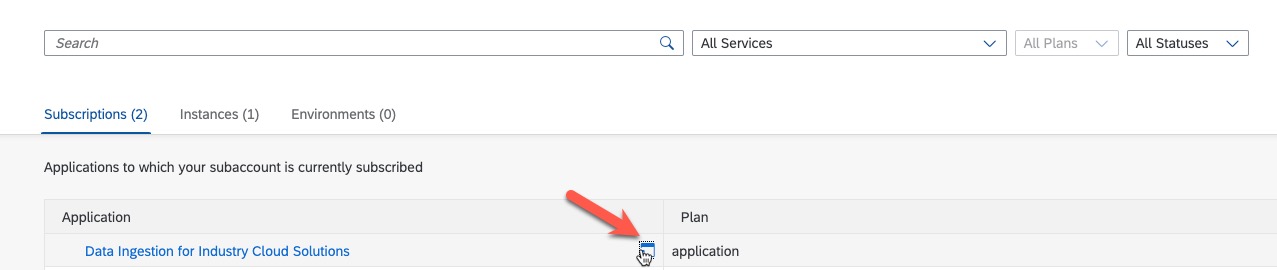 Search All Services All Plans All Statuses
Subscriptions (2) Instances (1) Environments (0)
Applications to which your subaccount is currently subscribed
Application Plan
Data Ingestion for Industry Cloud Solutions application